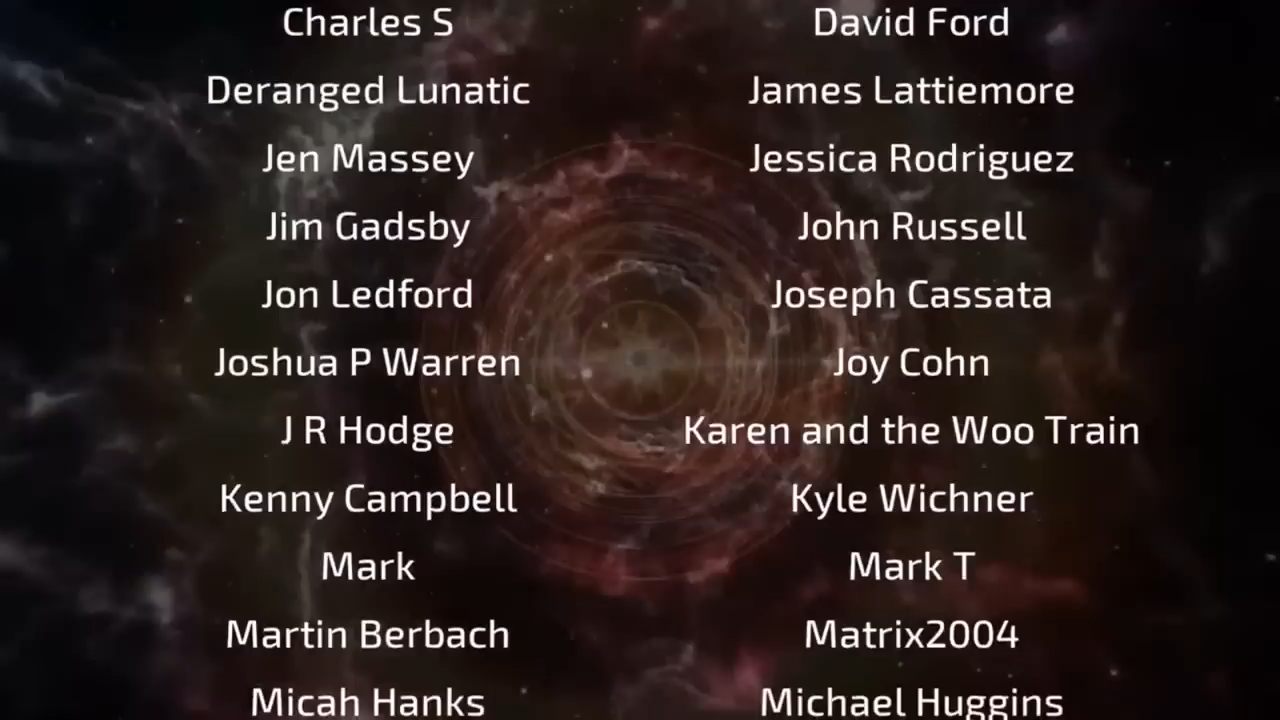 Charles S
David Ford
Deranged Lunatic
James Lattiemore
Jen Massey
Jessica Rodriguez
Jim Gadsby
John Russell
Jon Ledford
Joseph Cassata
Joshua P Warren
Joy Cohn
J R Hodge
Karen and the Woo Train
Kenny Campbell
Kyle Wichner
Mark
Mark T
Martin Berbach
Matrix2004
Micah Hanks
Michael Huggins